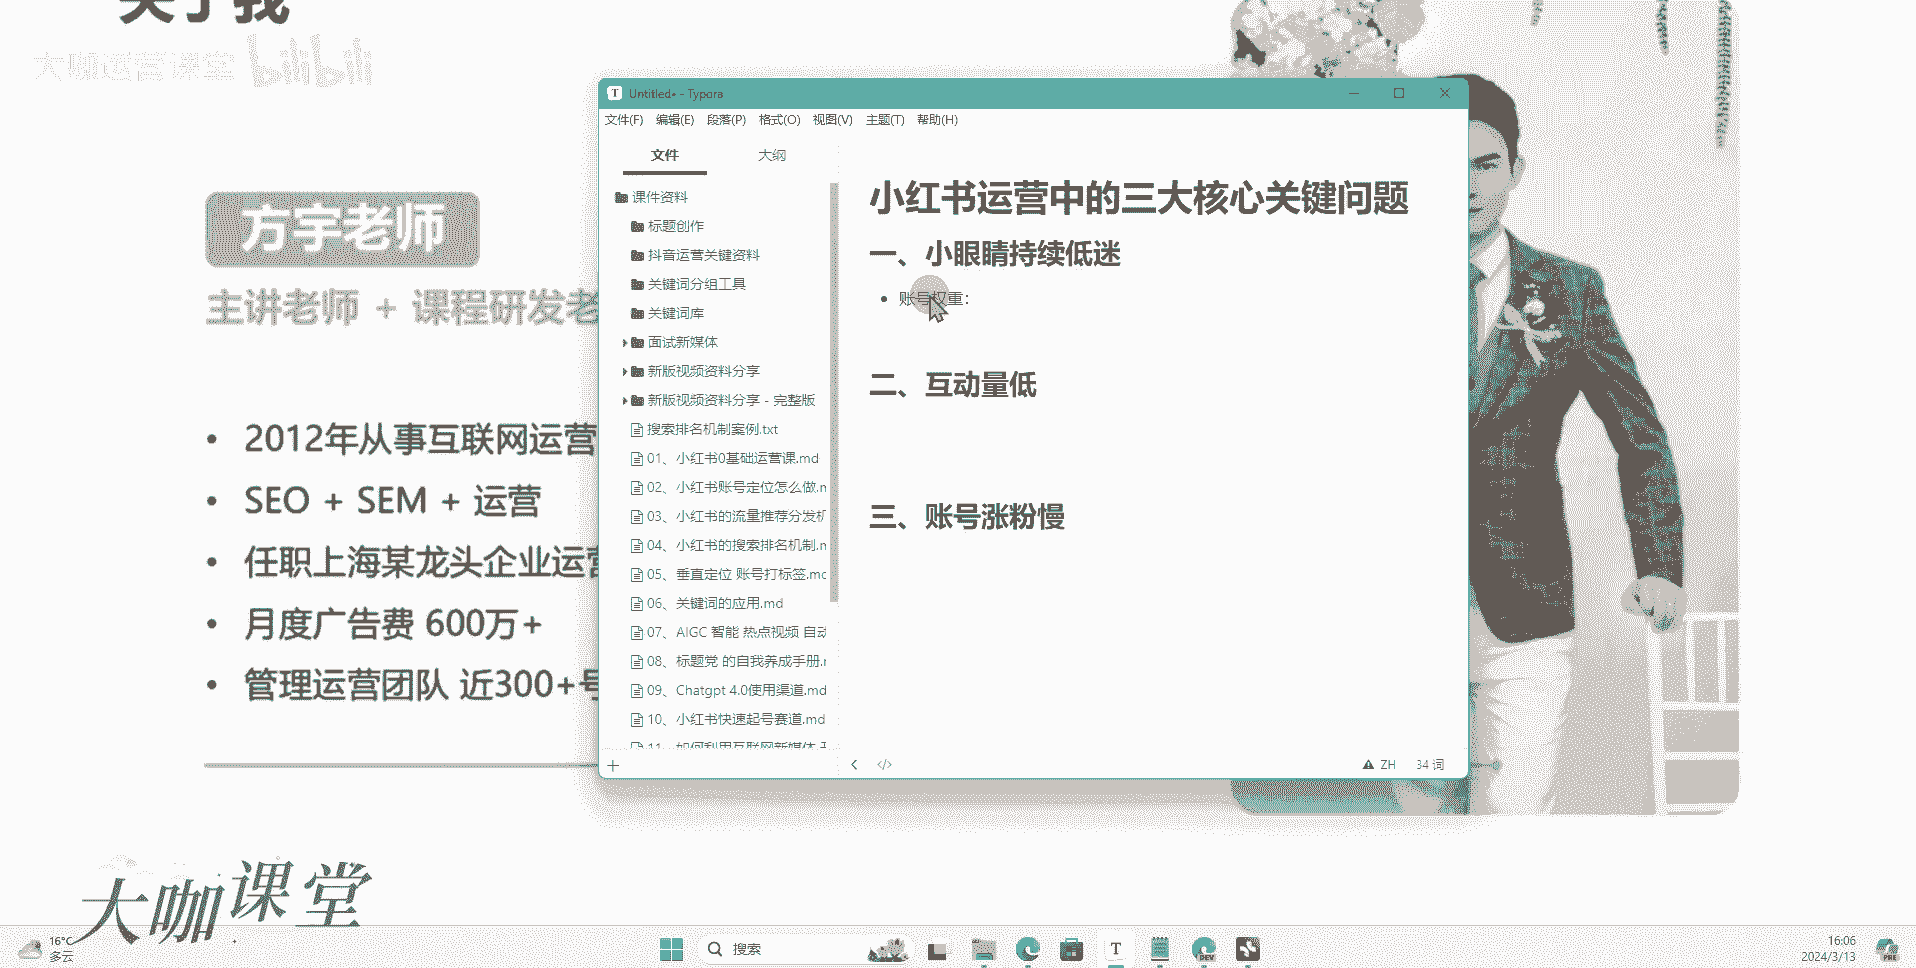 关于我
大咖运营课堂 bilibili
方宇老师
主讲老师 + 课程研发老
• 2012年从事互联网运营
• SEO + SEM + 运营
• 任职上海某龙头企业运营
• 月度广告费 600万+
• 管理运营团队 近300+号
大咖课堂
Untitled• - Typora
文件(F) 编辑(E) 段落(P) 格式(O) 视图(V) 主题(T) 帮助(H)
文件 大纲
课件资料
标题创作
抖音运营关键资料
关键词分组工具
关键词库
面试新媒体
新版视频资料分享
新版视频资料分享 - 完整版
搜索排名机制案例.txt
01、小红书0基础运营课.md
02、小红书账号定位怎么做.m
03、小红书的流量推荐分发机
04、小红书的搜索排名机制.m
05、垂直定位 账号打标签.md
06、关键词的应用.md
07、AIGC 智能 热点视频 自动
08、标题党 的自我养成手册.m
09、Chatgpt 4.0使用渠道.md
10、小红书快速起号赛道.md
11、如何利用互联网新媒体
小红书运营中的三大核心关键问题
一、小眼睛持续低迷
• 账号权重：
二、互动量低
三、账号涨粉慢
ZH 34 词
16°C
多云
搜索
T
DEV
16:06
2024/3/13
PRE